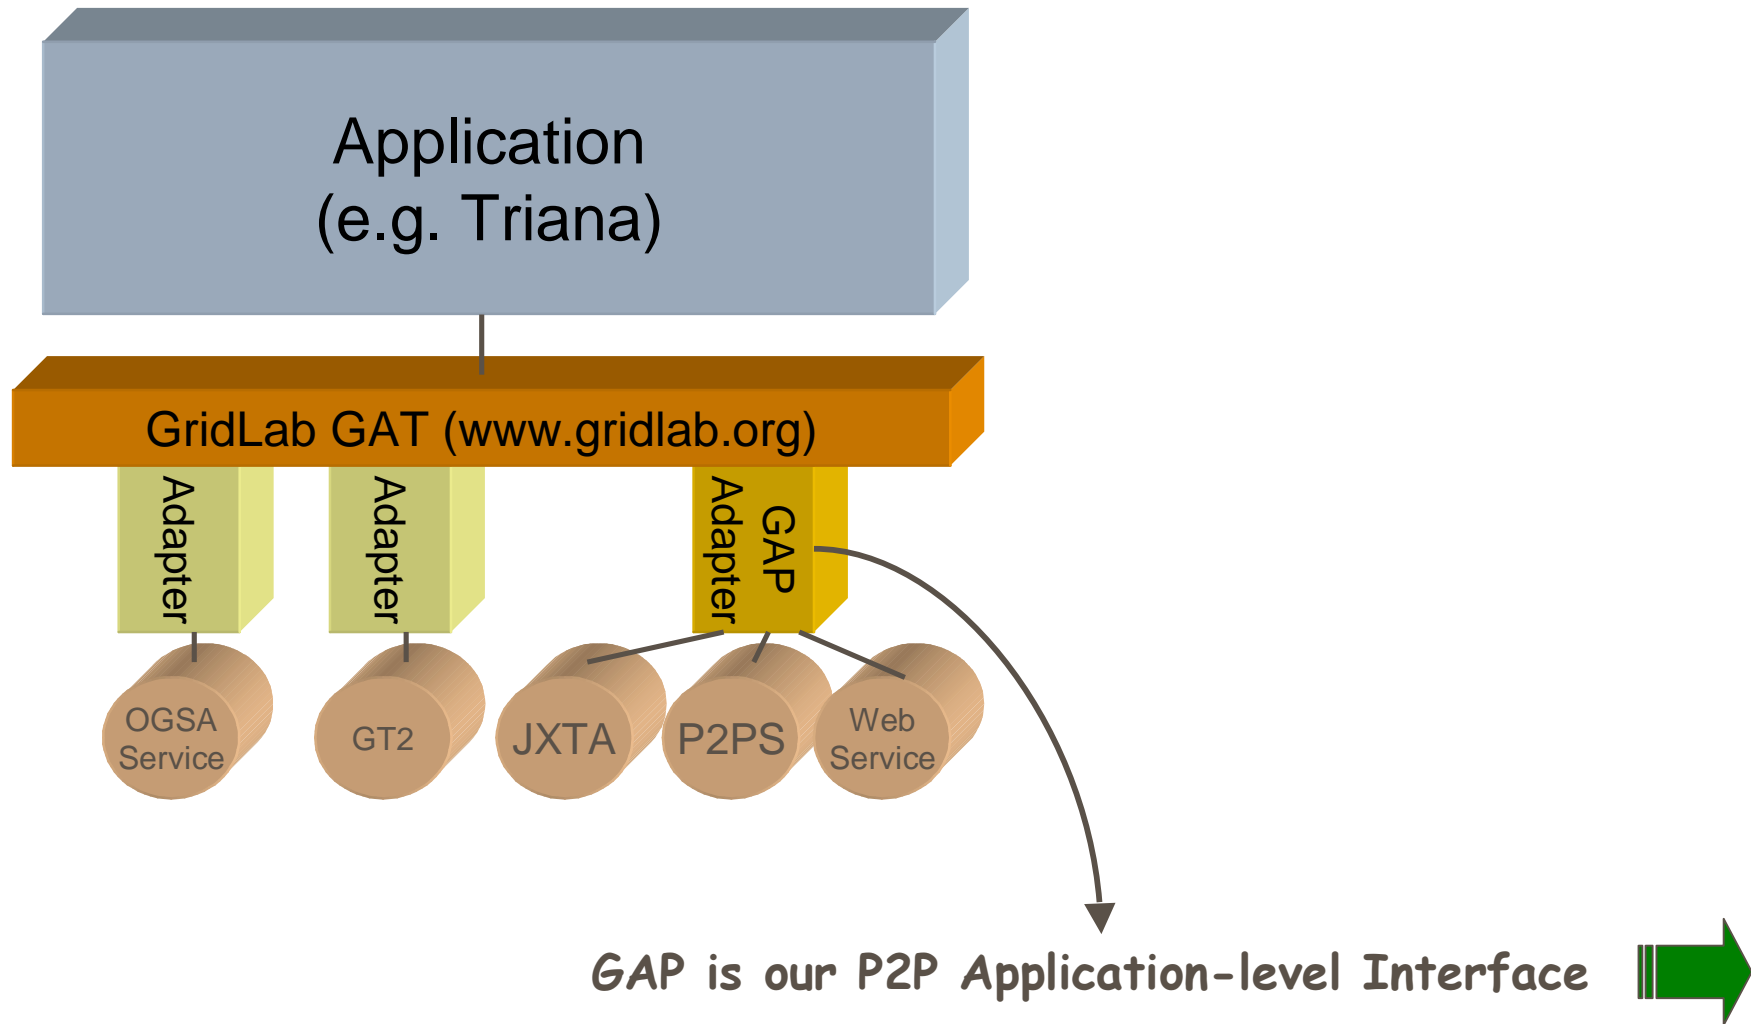 Application
(e.g. Triana)
GridLab GAT (www.gridlab.org)
Adapter
Adapter
GAP
Adapter
OGSA
Service
GT2
JXTA
P2PS
Web
Service
GAP is our P2P Application-level Interface